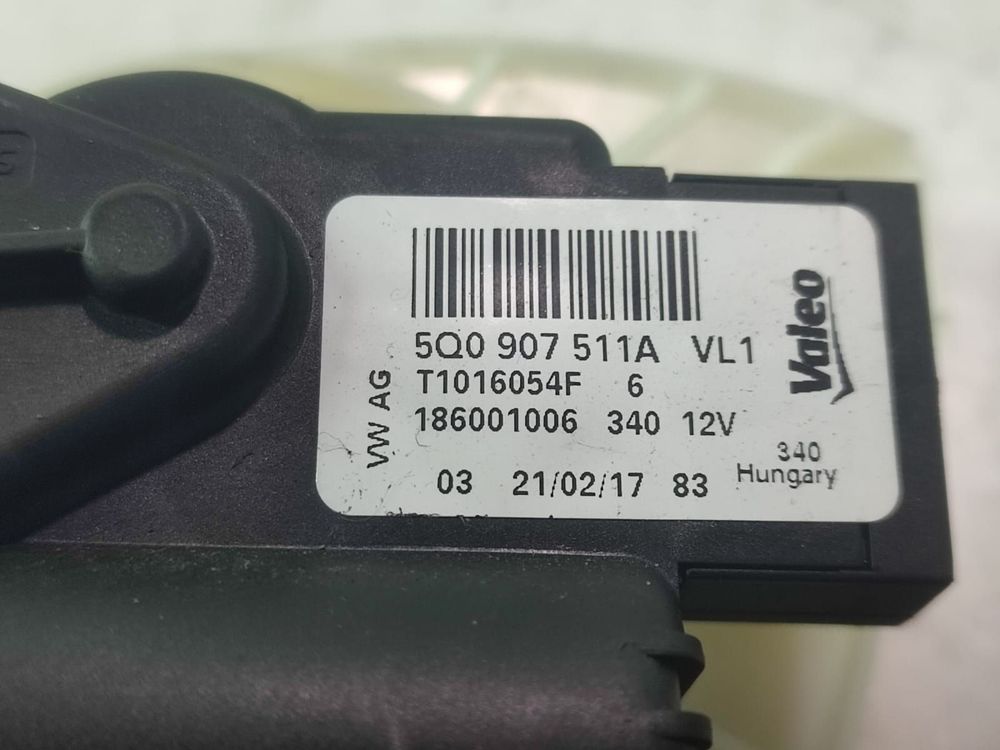 5Q0 907 511A VL1
T1016054F 6
186001006 340 12V
03 21/02/17 83
VW AG
Valeo
340
Hungary